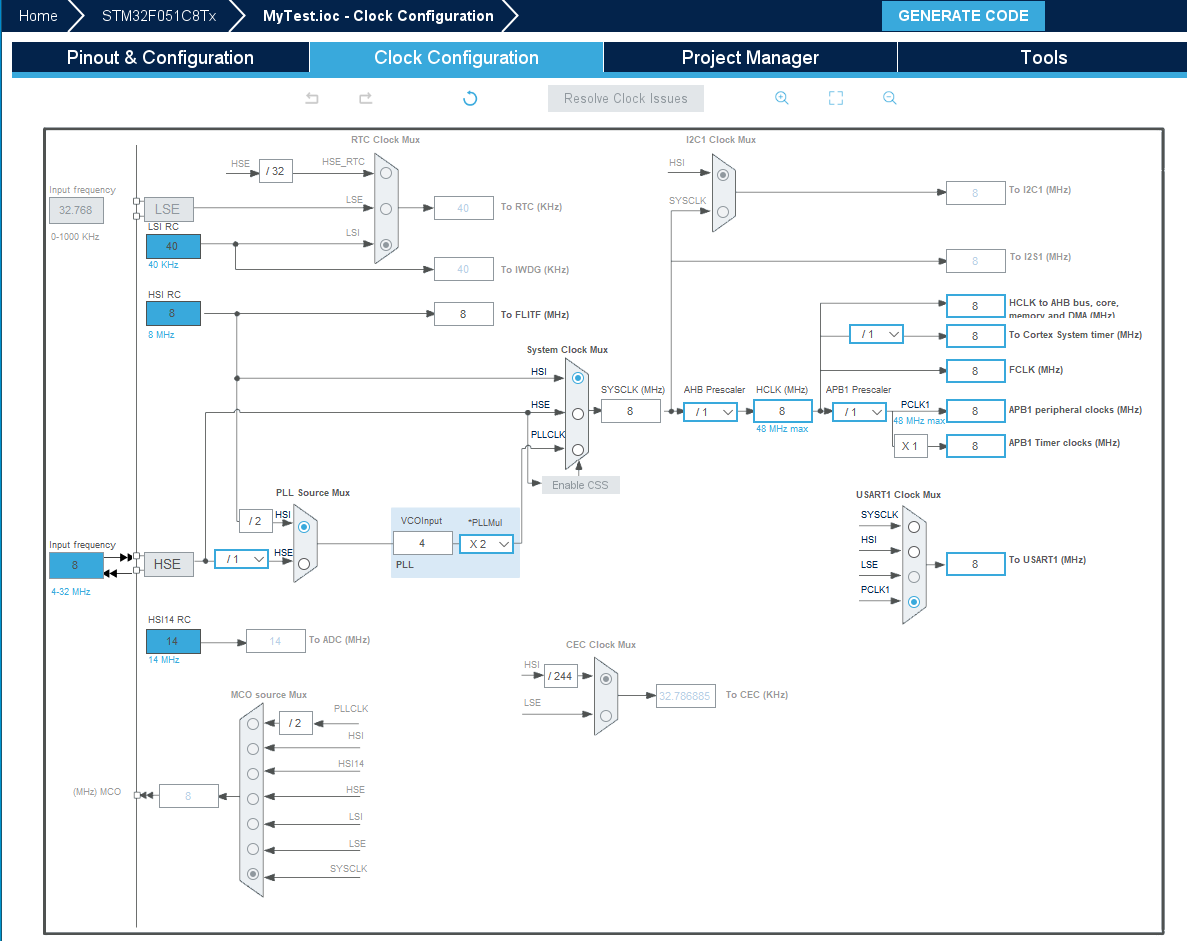 Home STM32F051C8Tx MyTest.ioc - Clock Configuration GENERATE CODE
Pinout & Configuration Clock Configuration Project Manager Tools
Resolve Clock Issues
RTC Clock Mux
HSE / 32 HSE_RTC
Input frequency
32.768
0-1000 KHz
LSE
LSE
40 To RTC (KHz)
LSI RC
40
40 KHz
LSI
40 To IWDG (KHz)
HSI RC
8
8 MHz
8 To FLITF (MHz)
I2C1 Clock Mux
HSI
SYSCLK
8 To I2C1 (MHz)
8 To I2S1 (MHz)
8 HCLK to AHB bus, core,
memory and DMA (MHz)
/ 1 8 To Cortex System timer (MHz)
8 FCLK (MHz)
System Clock Mux
HSI
HSE
PLLCLK
Enable CSS
SYSCLK (MHz)
8
AHB Prescaler
/ 1
HCLK (MHz)
8
48 MHz max
APB1 Prescaler
/ 1
PCLK1
48 MHz max
8 APB1 peripheral clocks (MHz)
X 1 8 APB1 Timer clocks (MHz)
PLL Source Mux
/ 2 HSI
Input frequency
8
4-32 MHz
HSE
/ 1 HSE
VCOInput
4
*PLLMul
X 2
PLL
USART1 Clock Mux
SYSCLK
HSI
LSE
PCLK1
8 To USART1 (MHz)
HSI14 RC
14
14 MHz
14 To ADC (MHz)
CEC Clock Mux
HSI / 244
LSE
32.786885 To CEC (KHz)
MCO source Mux
/ 2 PLLCLK
HSI
HSI14
HSE
LSI
LSE
SYSCLK
(MHz) MCO 8